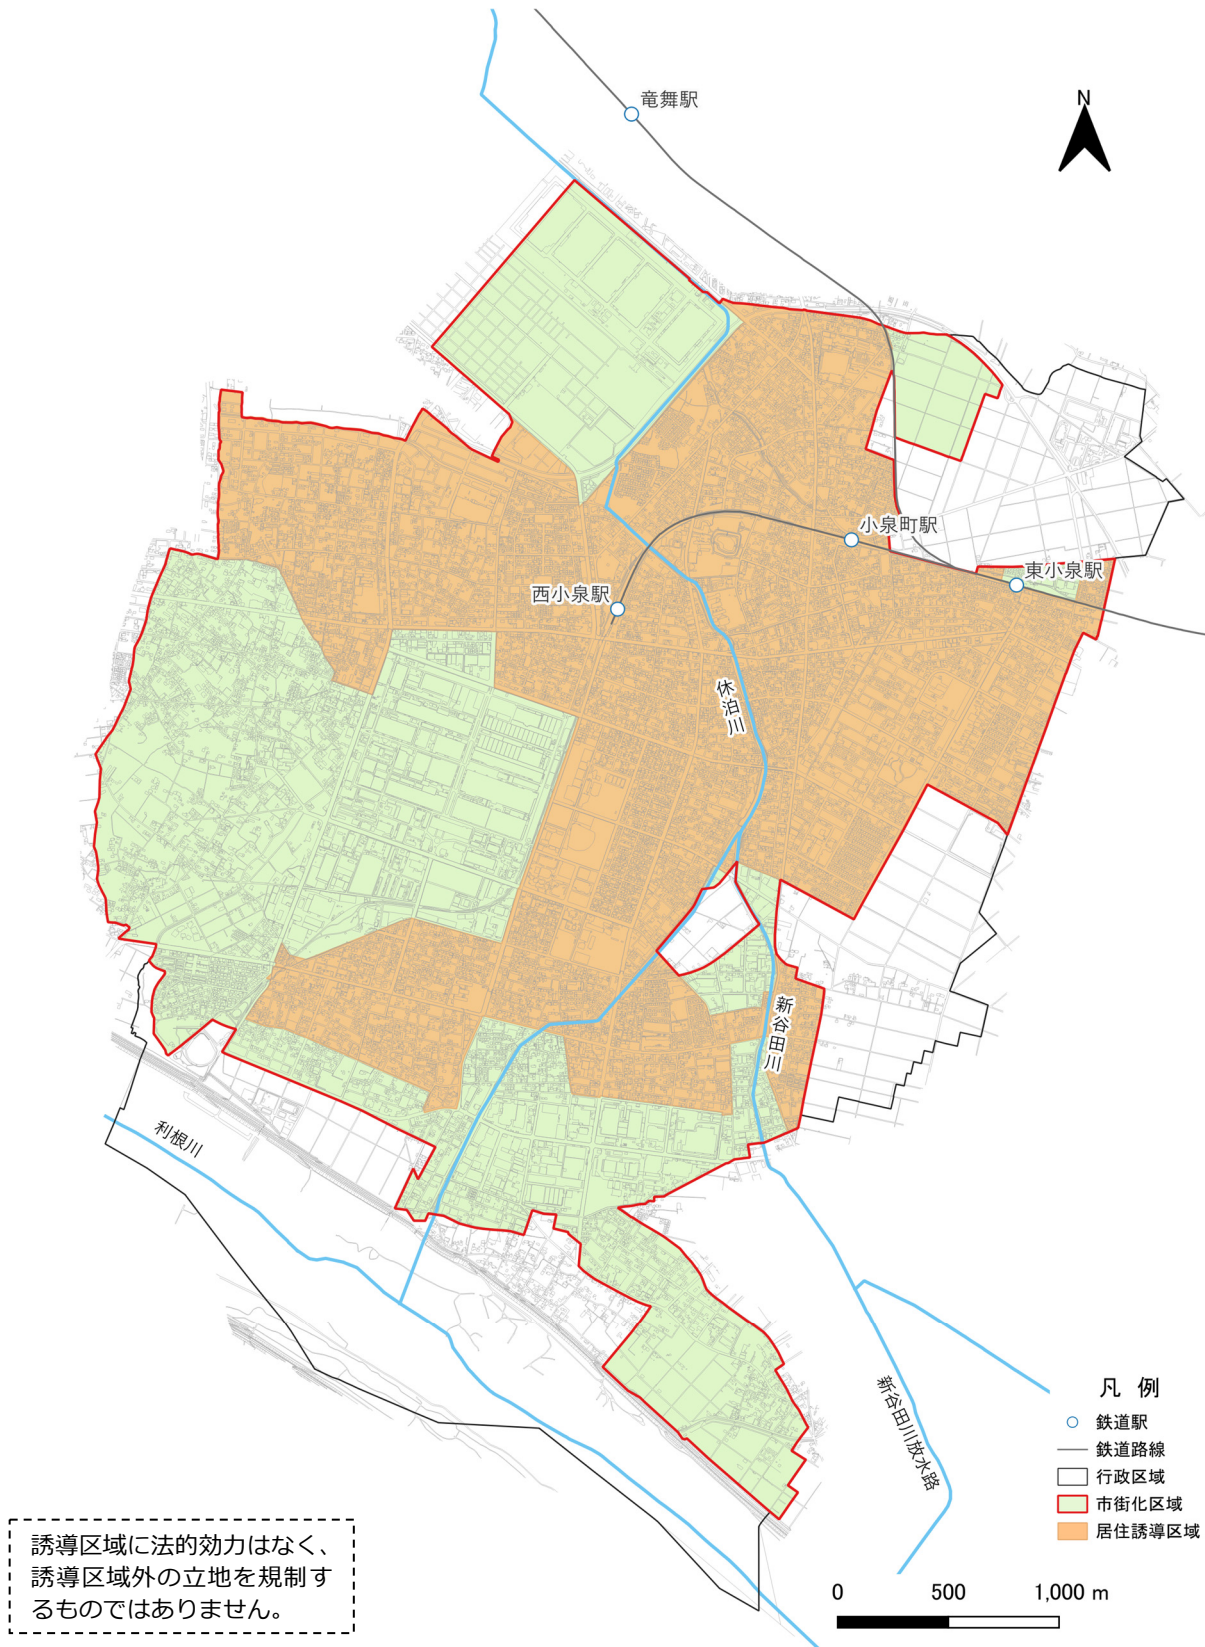 竜舞駅
N
小泉町駅
東小泉駅
西小泉駅
休泊川
新谷田川
利根川
新谷田川放水路
凡 例
鉄道駅
鉄道路線
行政区域
市街化区域
居住誘導区域
誘導区域に法的効力はなく、
誘導区域外の立地を規制す
るものではありません。
0 500 1,000 m